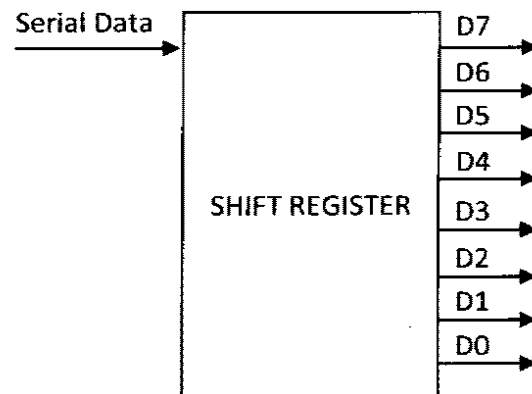 Serial Data
D7
D6
D5
D4
SHIFT REGISTER
D3
D2
D1
D0